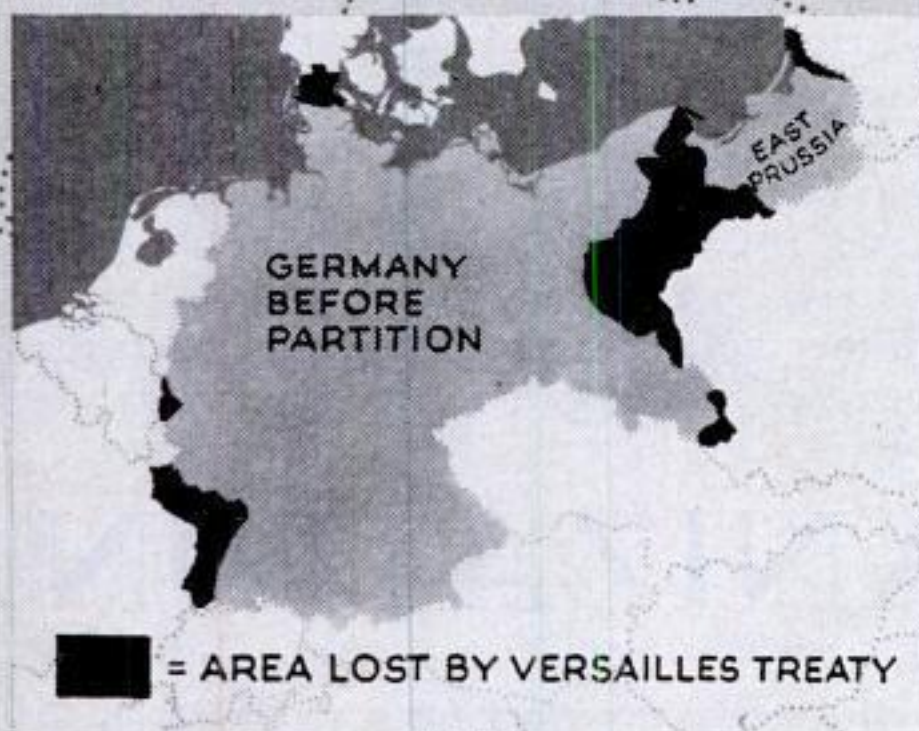 EAST
PRUSSIA
GERMANY
BEFORE
PARTITION
= AREA LOST BY VERSAILLES TREATY